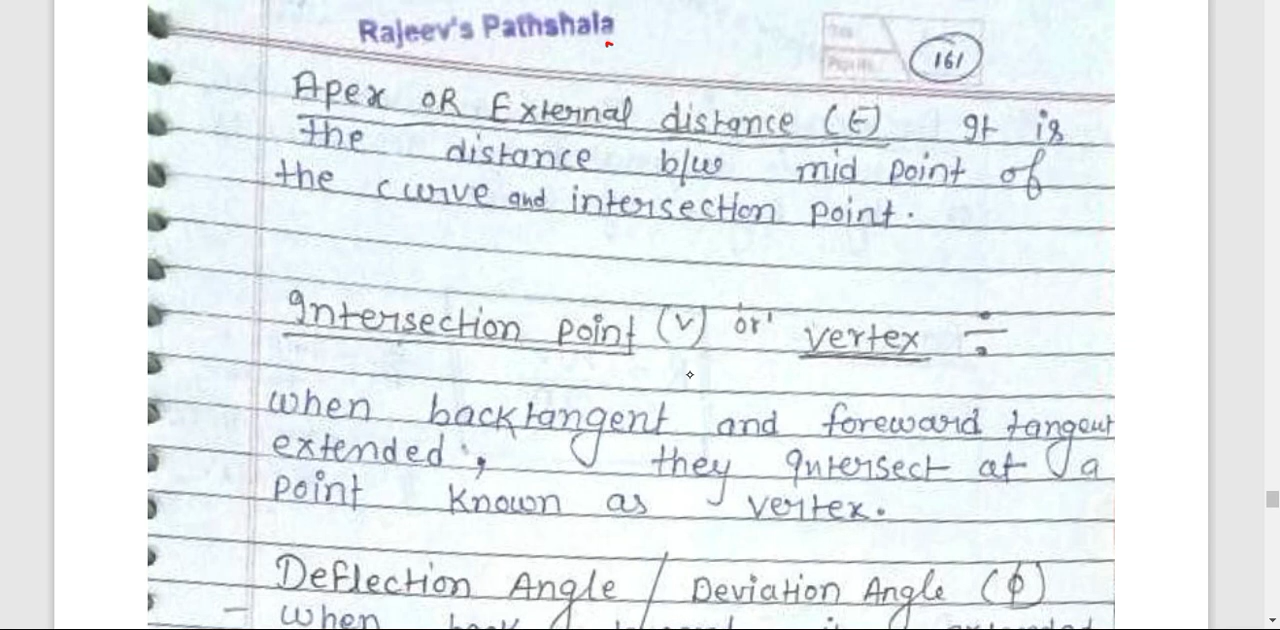 Rajeev's Pathshala
161
Apex OR External distance (E) It is
the distance b/w mid point of
the curve and intersection point.
Intersection point (v) or vertex ÷
when backtangent and foreward tangent
extended, they intersect at a
point known as vertex.
Deflection Angle / Deviation Angle (ϕ)
- when back